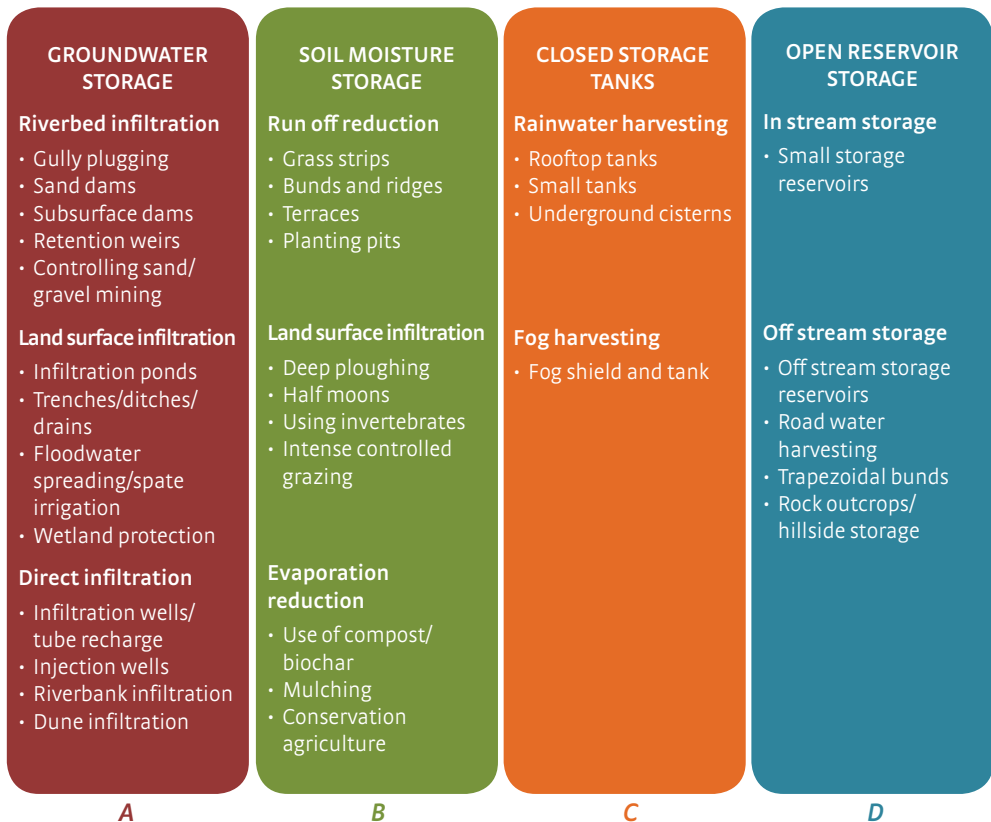 GROUNDWATER
STORAGE
Riverbed infiltration
• Gully plugging
• Sand dams
• Subsurface dams
• Retention weirs
• Controlling sand/
gravel mining
Land surface infiltration
• Infiltration ponds
• Trenches/ditches/
drains
• Floodwater
spreading/spate
irrigation
• Wetland protection
Direct infiltration
• Infiltration wells/
tube recharge
• Injection wells
• Riverbank infiltration
• Dune infiltration
A
SOIL MOISTURE
STORAGE
Run off reduction
• Grass strips
• Bunds and ridges
• Terraces
• Planting pits
Land surface infiltration
• Deep ploughing
• Half moons
• Using invertebrates
• Intense controlled
grazing
Evaporation
reduction
• Use of compost/
biochar
• Mulching
• Conservation
agriculture
B
CLOSED STORAGE
TANKS
Rainwater harvesting
• Rooftop tanks
• Small tanks
• Underground cisterns
Fog harvesting
• Fog shield and tank
C
OPEN RESERVOIR
STORAGE
In stream storage
• Small storage
reservoirs
Off stream storage
• Off stream storage
reservoirs
• Road water
harvesting
• Trapezoidal bunds
• Rock outcrops/
hillside storage
D